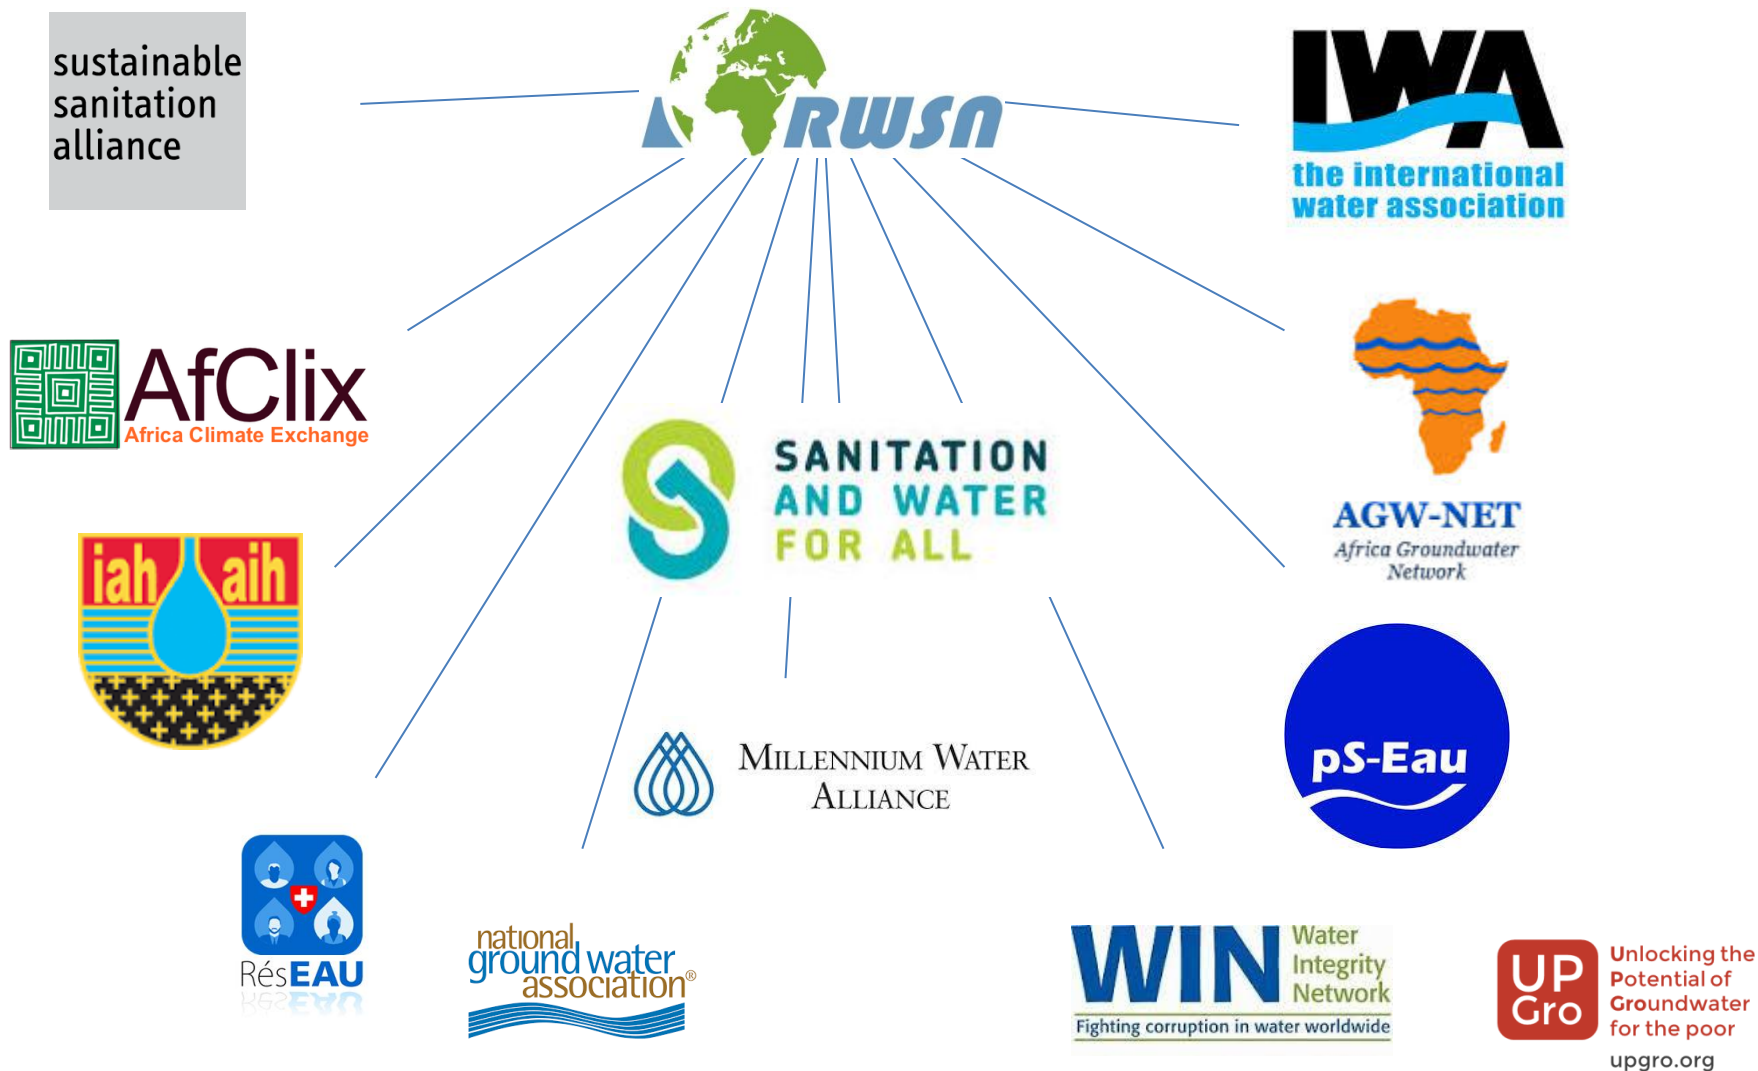 sustainable
sanitation
alliance
RWSN
IWA
the international
water association
AfClix
Africa Climate Exchange
SANITATION
AND WATER
FOR ALL
AGW-NET
Africa Groundwater
Network
iah aih
MILLENNIUM WATER
ALLIANCE
pS-Eau
RésEAU
national
ground water
association®
WIN
Water
Integrity
Network
Fighting corruption in water worldwide
UP
Gro
Unlocking the
Potential of
Groundwater
for the poor
upgro.org